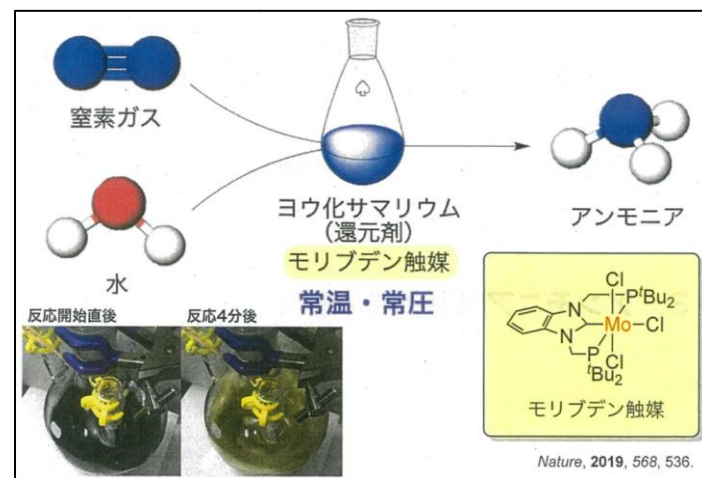 窒素ガス
水
ヨウ化サマリウム
(還元剤)
モリブデン触媒
常温・常圧
アンモニア
反応開始直後
反応4分後
Cl
PᵗBu₂
N
Mo
Cl
N
Cl
P
ᵗBu₂
モリブデン触媒
Nature, 2019, 568, 536.